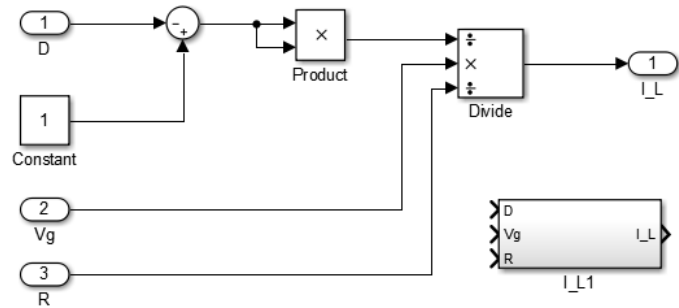 1
D
- +
1
Constant
×
Product
÷
×
÷
Divide
1
I_L
2
Vg
3
R
D
Vg I_L
R
I_L1